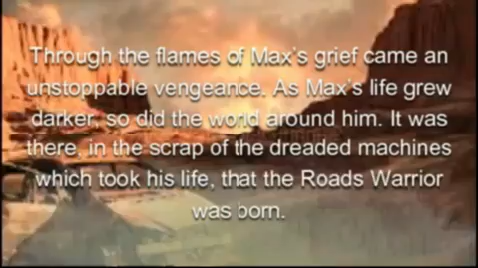 Through the flames of Max's grief came an
unstoppable vengeance. As Max's life grew
darker, so did the world around him. It was
there, in the scrap of the dreaded machines
which took his life, that the Roads Warrior
was born.